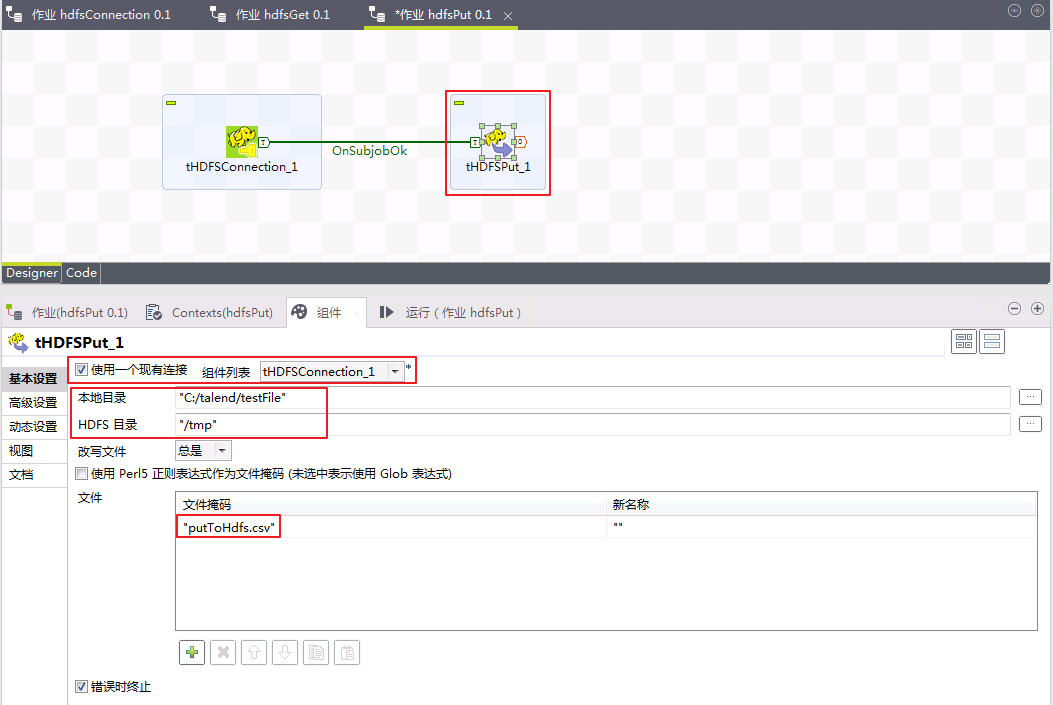 作业 hdfsConnection 0.1 作业 hdfsGet 0.1 *作业 hdfsPut 0.1
OnSubjobOk
tHDFSConnection_1 tHDFSPut_1
Designer Code
作业(hdfsPut 0.1) Contexts(hdfsPut) 组件 运行 ( 作业 hdfsPut )
tHDFSPut_1
基本设置
高级设置
动态设置
视图
文档
使用一个现有连接 组件列表 tHDFSConnection_1 *
本地目录 "C:/talend/testFile" ...
HDFS 目录 "/tmp" ...
改写文件 总是
使用 Perl5 正则表达式作为文件掩码 (未选中表示使用 Glob 表达式)
文件
文件掩码 新名称
"putToHdfs.csv" ""
错误时终止